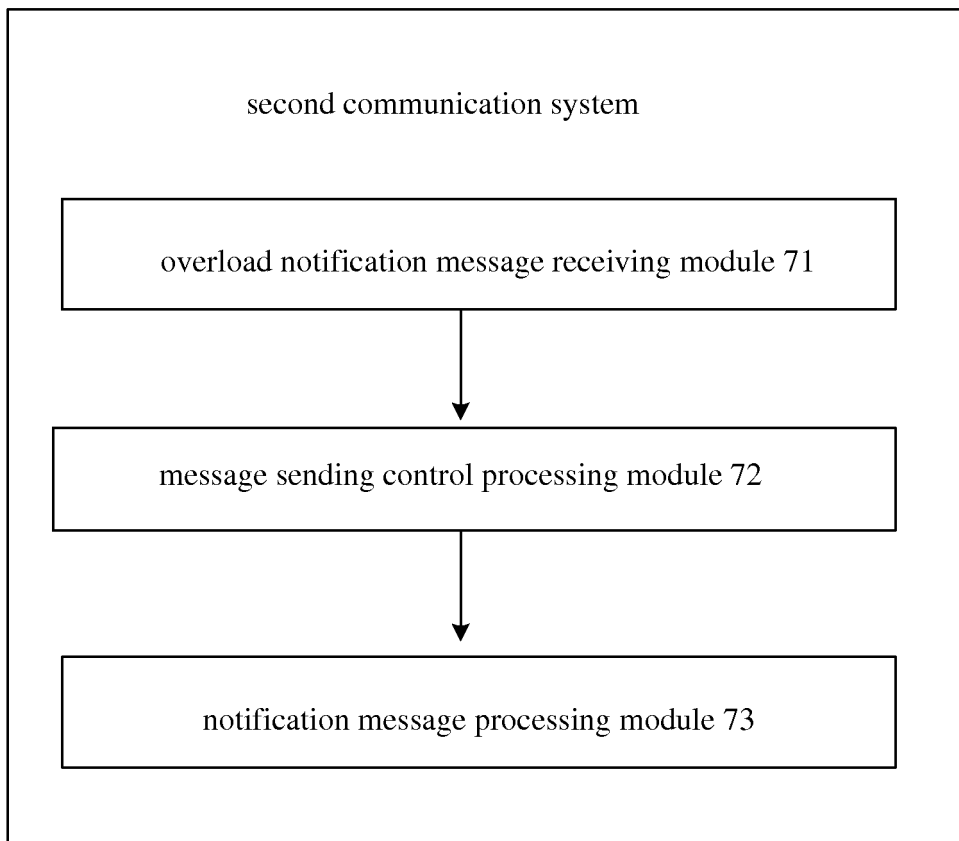 second communication system
overload notification message receiving module 71
message sending control processing module 72
notification message processing module 73